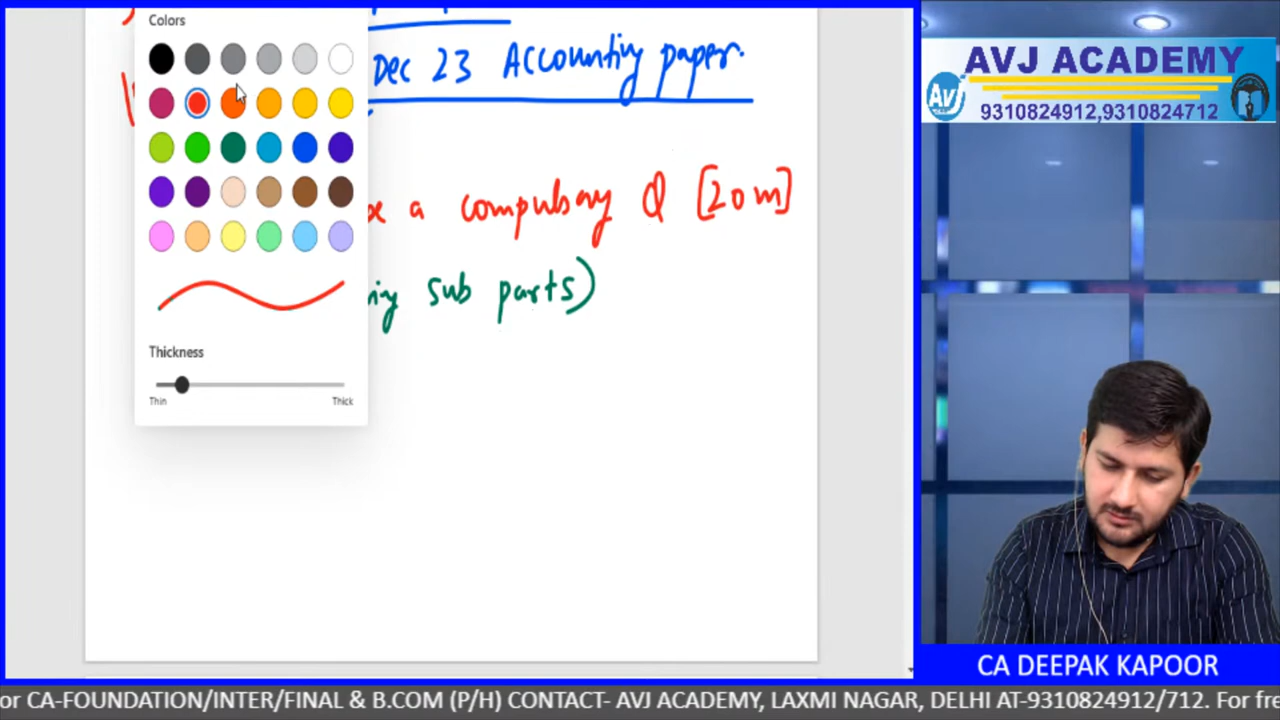 Colors
Dec 23 Accounting paper.
a compulsory Q [20m]
sub parts)
Thickness
Thin
Thick
AVJ ACADEMY
AVJ
9310824912,9310824712
CA DEEPAK KAPOOR
or CA-FOUNDATION/INTER/FINAL & B.COM (P/H) CONTACT- AVJ ACADEMY, LAXMI NAGAR, DELHI AT-9310824912/712. For fre